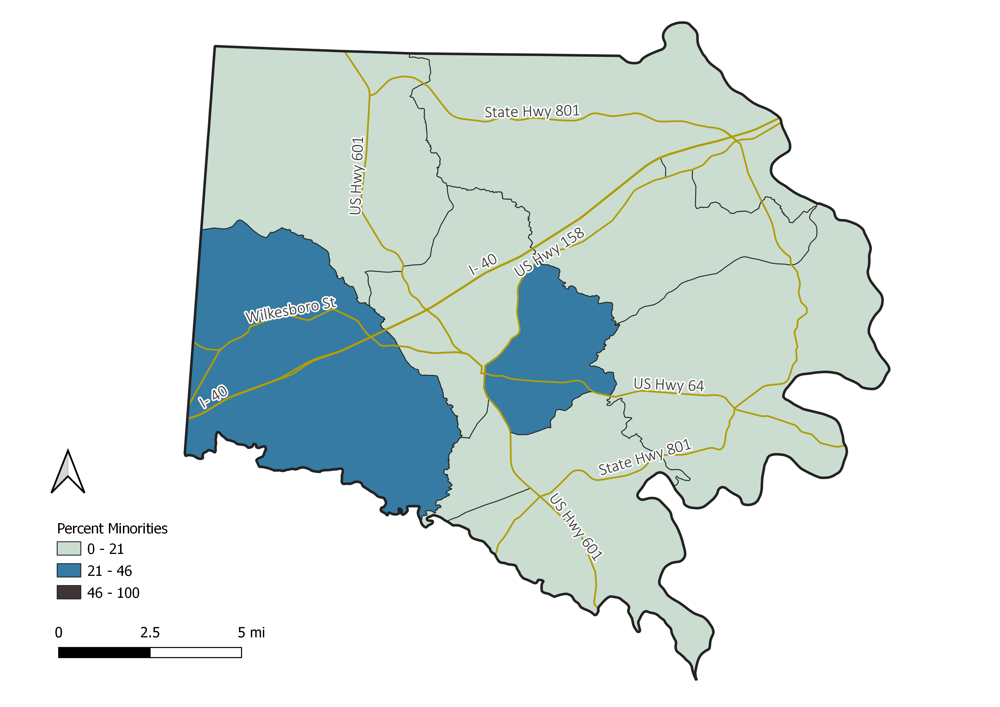 State Hwy 801
US Hwy 601
US Hwy 158
I- 40
Wilkesboro St
US Hwy 64
I- 40
State Hwy 801
US Hwy 601
Percent Minorities
0 - 21
21 - 46
46 - 100
0 2.5 5 mi